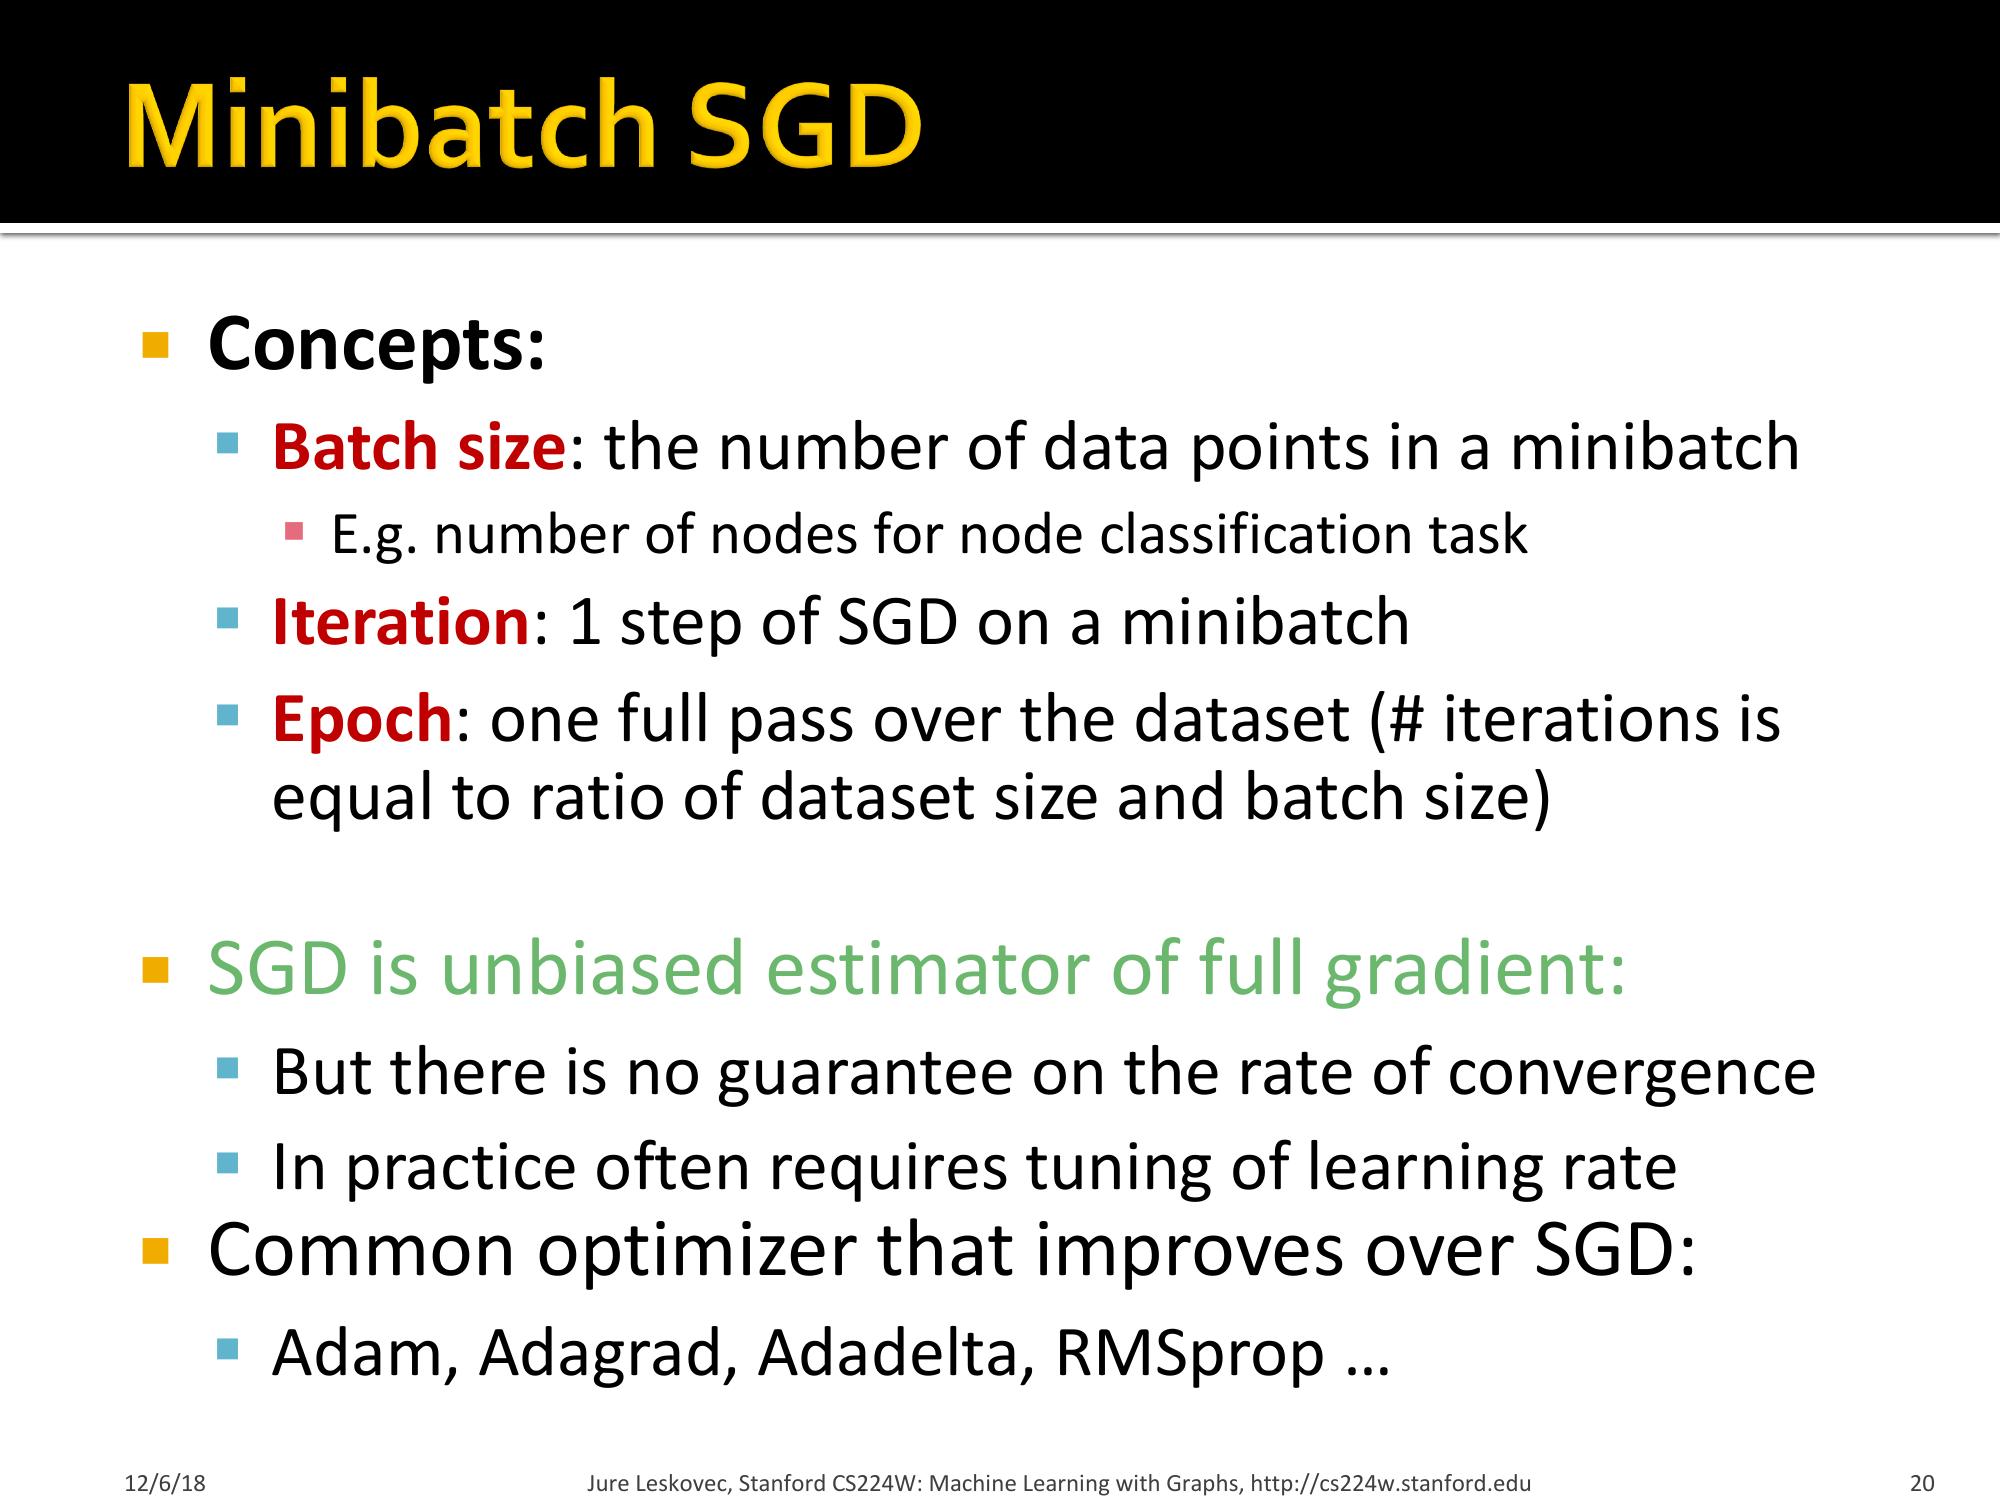 Minibatch SGD
Concepts:
Batch size: the number of data points in a minibatch
E.g. number of nodes for node classification task
Iteration: 1 step of SGD on a minibatch
Epoch: one full pass over the dataset (# iterations is
equal to ratio of dataset size and batch size)
SGD is unbiased estimator of full gradient:
But there is no guarantee on the rate of convergence
In practice often requires tuning of learning rate
Common optimizer that improves over SGD:
Adam, Adagrad, Adadelta, RMSprop …
12/6/18 Jure Leskovec, Stanford CS224W: Machine Learning with Graphs, http://cs224w.stanford.edu 20